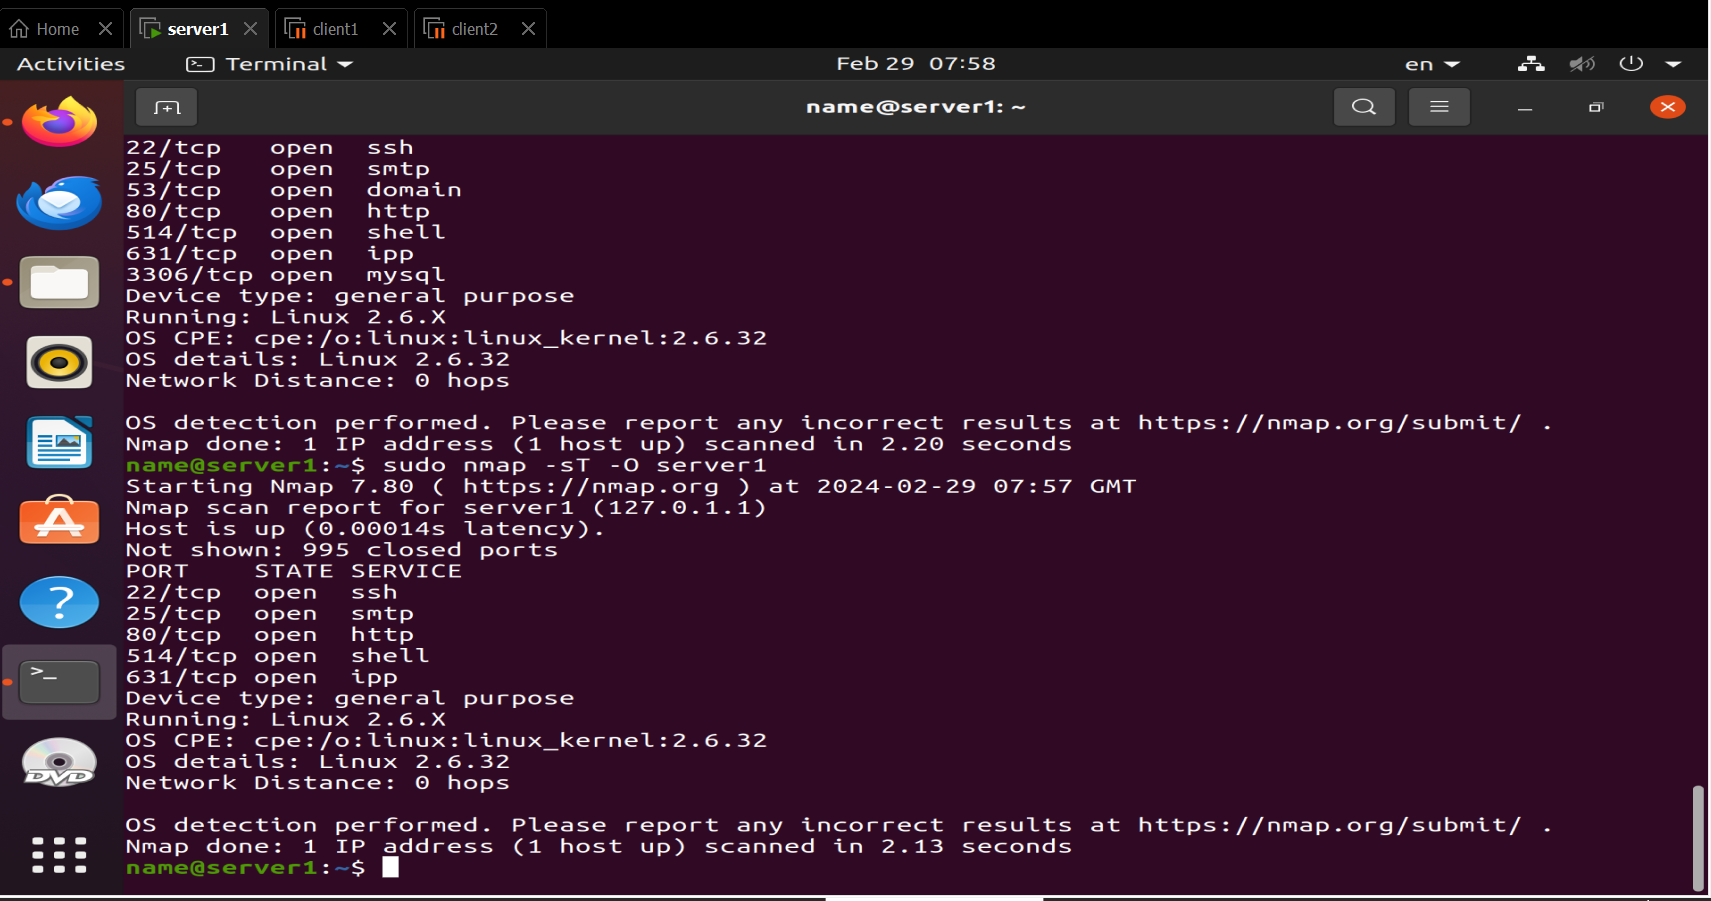 Home
server1
client1
client2
Activities
Terminal
Feb 29 07:58
en
name@server1: ~
22/tcp   open  ssh
25/tcp   open  smtp
53/tcp   open  domain
80/tcp   open  http
514/tcp  open  shell
631/tcp  open  ipp
3306/tcp open  mysql
Device type: general purpose
Running: Linux 2.6.X
OS CPE: cpe:/o:linux:linux_kernel:2.6.32
OS details: Linux 2.6.32
Network Distance: 0 hops
OS detection performed. Please report any incorrect results at https://nmap.org/submit/ .
Nmap done: 1 IP address (1 host up) scanned in 2.20 seconds
name@server1:~$ sudo nmap -sT -O server1
Starting Nmap 7.80 ( https://nmap.org ) at 2024-02-29 07:57 GMT
Nmap scan report for server1 (127.0.1.1)
Host is up (0.00014s latency).
Not shown: 995 closed ports
PORT    STATE SERVICE
22/tcp  open  ssh
25/tcp  open  smtp
80/tcp  open  http
514/tcp open  shell
631/tcp open  ipp
Device type: general purpose
Running: Linux 2.6.X
OS CPE: cpe:/o:linux:linux_kernel:2.6.32
OS details: Linux 2.6.32
Network Distance: 0 hops
OS detection performed. Please report any incorrect results at https://nmap.org/submit/ .
Nmap done: 1 IP address (1 host up) scanned in 2.13 seconds
name@server1:~$
?
>_
DVD